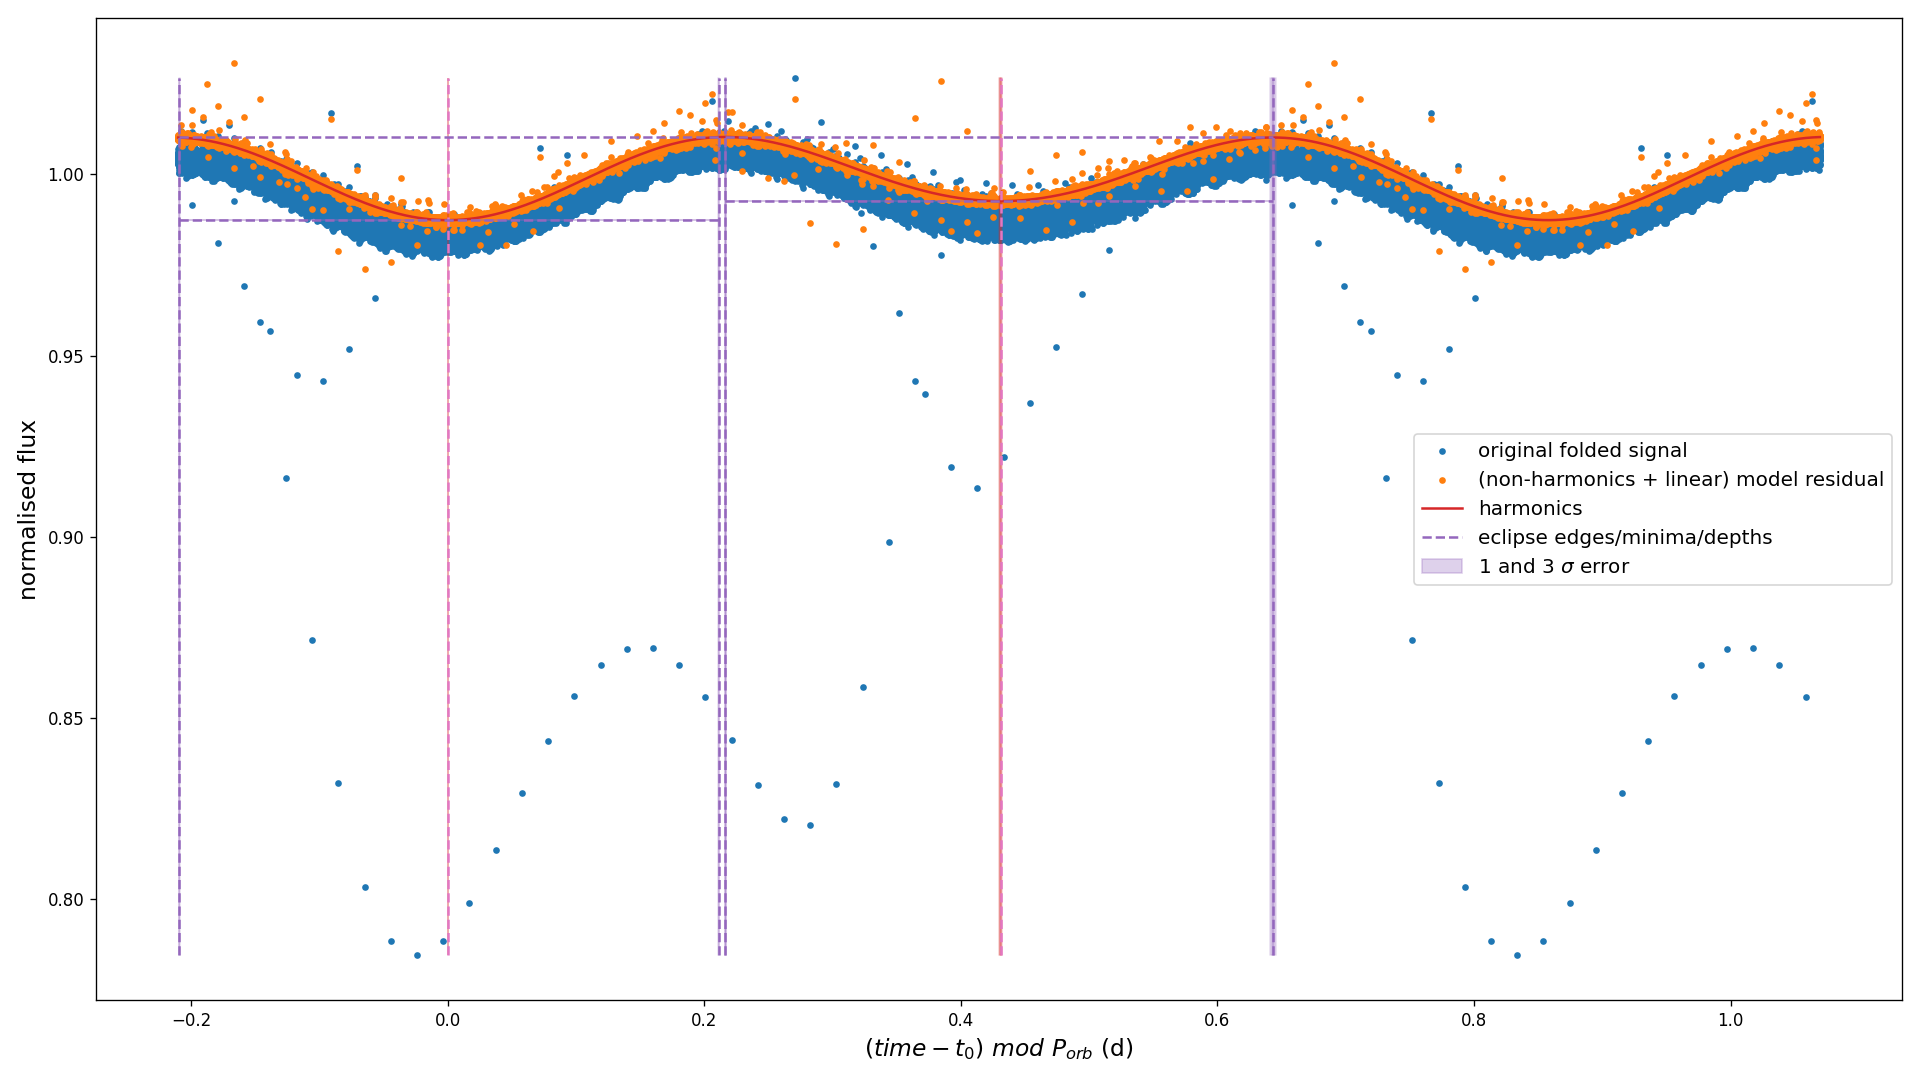 normalised flux
1.00
0.95
0.90
0.85
0.80
original folded signal
(non-harmonics + linear) model residual
harmonics
eclipse edges/minima/depths
1 and 3 σ error
−0.2 0.0 0.2 0.4 0.6 0.8 1.0
(time − t₀) mod P_orb (d)